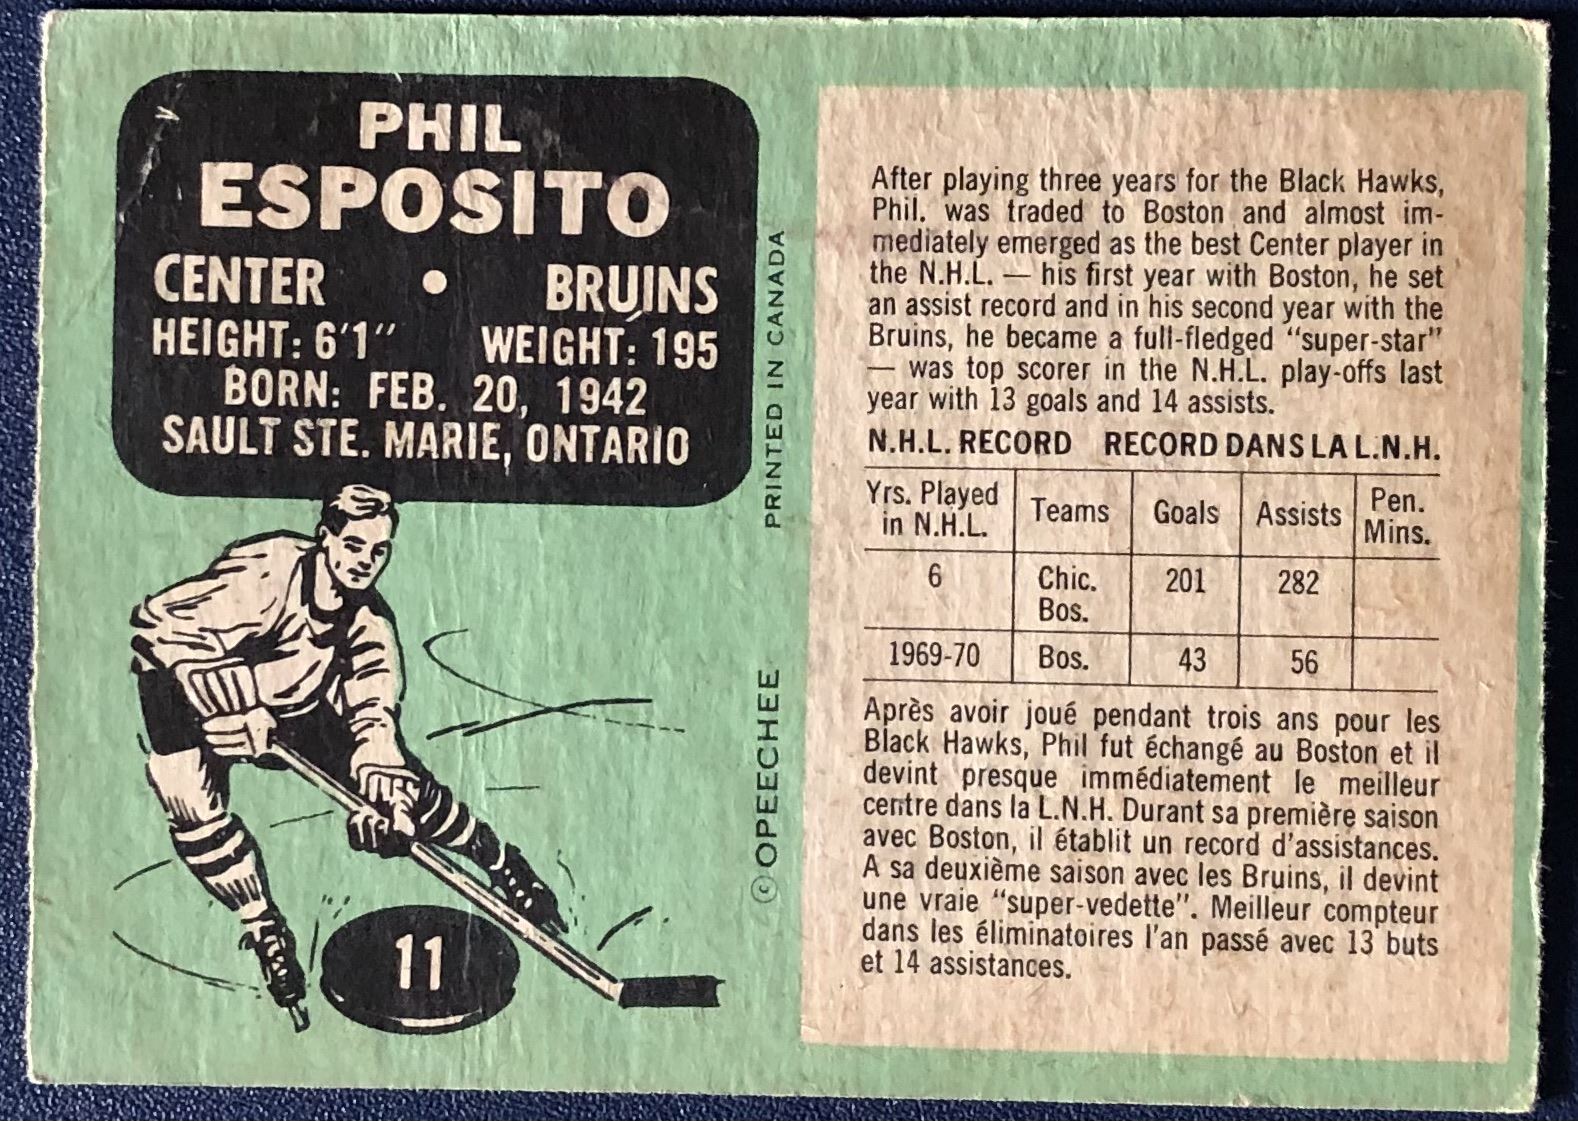 PHIL
ESPOSITO
CENTER • BRUINS
HEIGHT: 6'1" WEIGHT: 195
BORN: FEB. 20, 1942
SAULT STE. MARIE, ONTARIO
11
©OPEECHEE PRINTED IN CANADA
After playing three years for the Black Hawks,
Phil. was traded to Boston and almost im-
mediately emerged as the best Center player in
the N.H.L. — his first year with Boston, he set
an assist record and in his second year with the
Bruins, he became a full-fledged "super-star"
— was top scorer in the N.H.L. play-offs last
year with 13 goals and 14 assists.
N.H.L. RECORD RECORD DANS LA L.N.H.
Yrs. Played in N.H.L. Teams Goals Assists Pen. Mins.
6 Chic. Bos. 201 282
1969-70 Bos. 43 56
Après avoir joué pendant trois ans pour les
Black Hawks, Phil fut échangé au Boston et il
devint presque immédiatement le meilleur
centre dans la L.N.H. Durant sa première saison
avec Boston, il établit un record d'assistances.
A sa deuxième saison avec les Bruins, il devint
une vraie "super-vedette". Meilleur compteur
dans les éliminatoires l'an passé avec 13 buts
et 14 assistances.